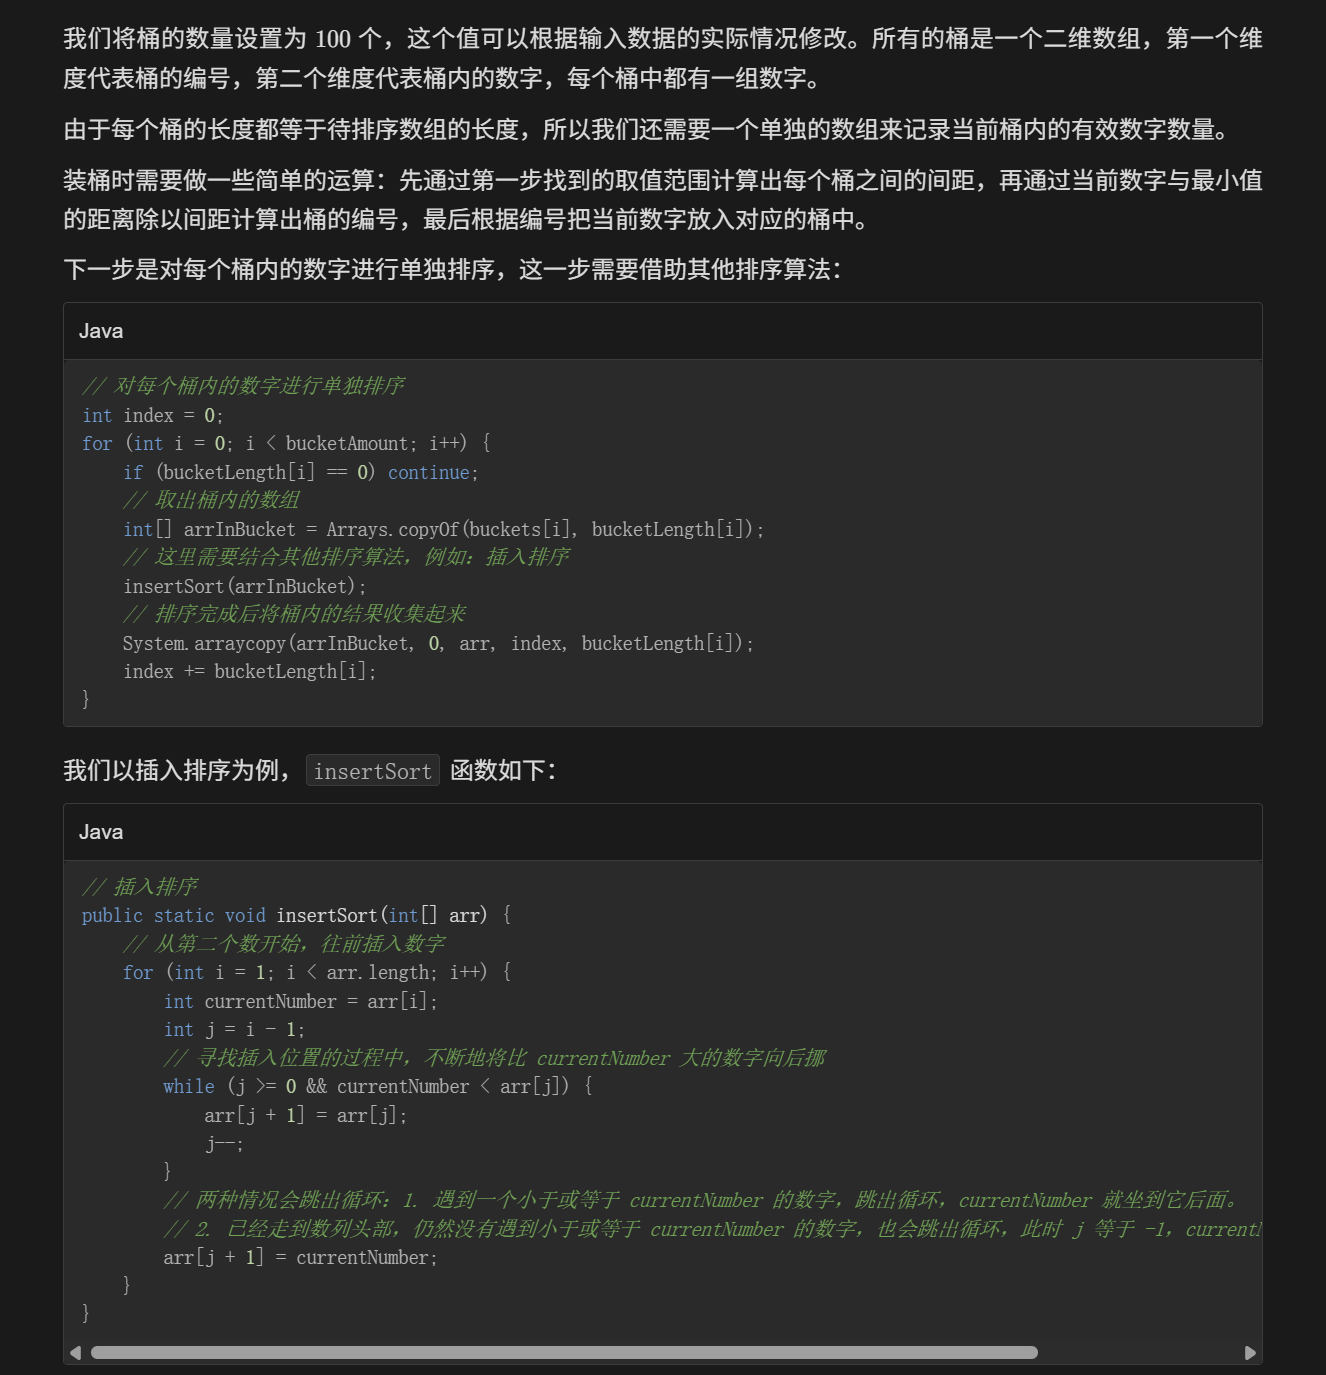 我们将桶的数量设置为 100 个，这个值可以根据输入数据的实际情况修改。所有的桶是一个二维数组，第一个维
度代表桶的编号，第二个维度代表桶内的数字，每个桶中都有一组数字。
由于每个桶的长度都等于待排序数组的长度，所以我们还需要一个单独的数组来记录当前桶内的有效数字数量。
装桶时需要做一些简单的运算：先通过第一步找到的取值范围计算出每个桶之间的间距，再通过当前数字与最小值
的距离除以间距计算出桶的编号，最后根据编号把当前数字放入对应的桶中。
下一步是对每个桶内的数字进行单独排序，这一步需要借助其他排序算法：
Java
// 对每个桶内的数字进行单独排序
int index = 0;
for (int i = 0; i < bucketAmount; i++) {
    if (bucketLength[i] == 0) continue;
    // 取出桶内的数组
    int[] arrInBucket = Arrays.copyOf(buckets[i], bucketLength[i]);
    // 这里需要结合其他排序算法，例如：插入排序
    insertSort(arrInBucket);
    // 排序完成后将桶内的结果收集起来
    System.arraycopy(arrInBucket, 0, arr, index, bucketLength[i]);
    index += bucketLength[i];
}
我们以插入排序为例，insertSort 函数如下：
Java
// 插入排序
public static void insertSort(int[] arr) {
    // 从第二个数开始，往前插入数字
    for (int i = 1; i < arr.length; i++) {
        int currentNumber = arr[i];
        int j = i - 1;
        // 寻找插入位置的过程中，不断地将比 currentNumber 大的数字向后挪
        while (j >= 0 && currentNumber < arr[j]) {
            arr[j + 1] = arr[j];
            j--;
        }
        // 两种情况会跳出循环：1. 遇到一个小于或等于 currentNumber 的数字，跳出循环，currentNumber 就坐到它后面。
        // 2. 已经走到数列头部，仍然没有遇到小于或等于 currentNumber 的数字，也会跳出循环，此时 j 等于 -1，
        arr[j + 1] = currentNumber;
    }
}